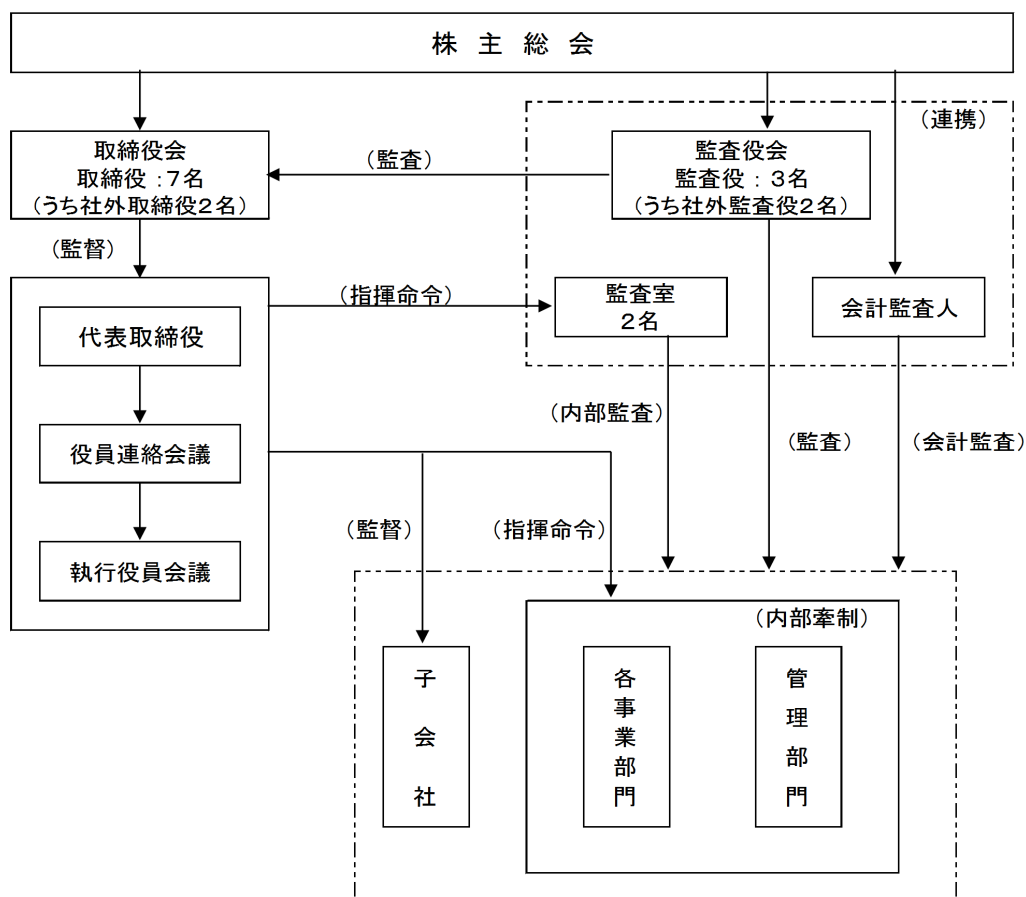 株 主 総 会
（連携）
取締役会
取締役 ：７名
（うち社外取締役２名）
（監査）
監査役会
監査役 ： ３名
（うち社外監査役２名）
（監督）
（指揮命令）
監査室
２名
会計監査人
代表取締役
（内部監査）
（監査）
（会計監査）
役員連絡会議
（監督）
（指揮命令）
執行役員会議
（内部牽制）
子会社
各事業部門
管理部門